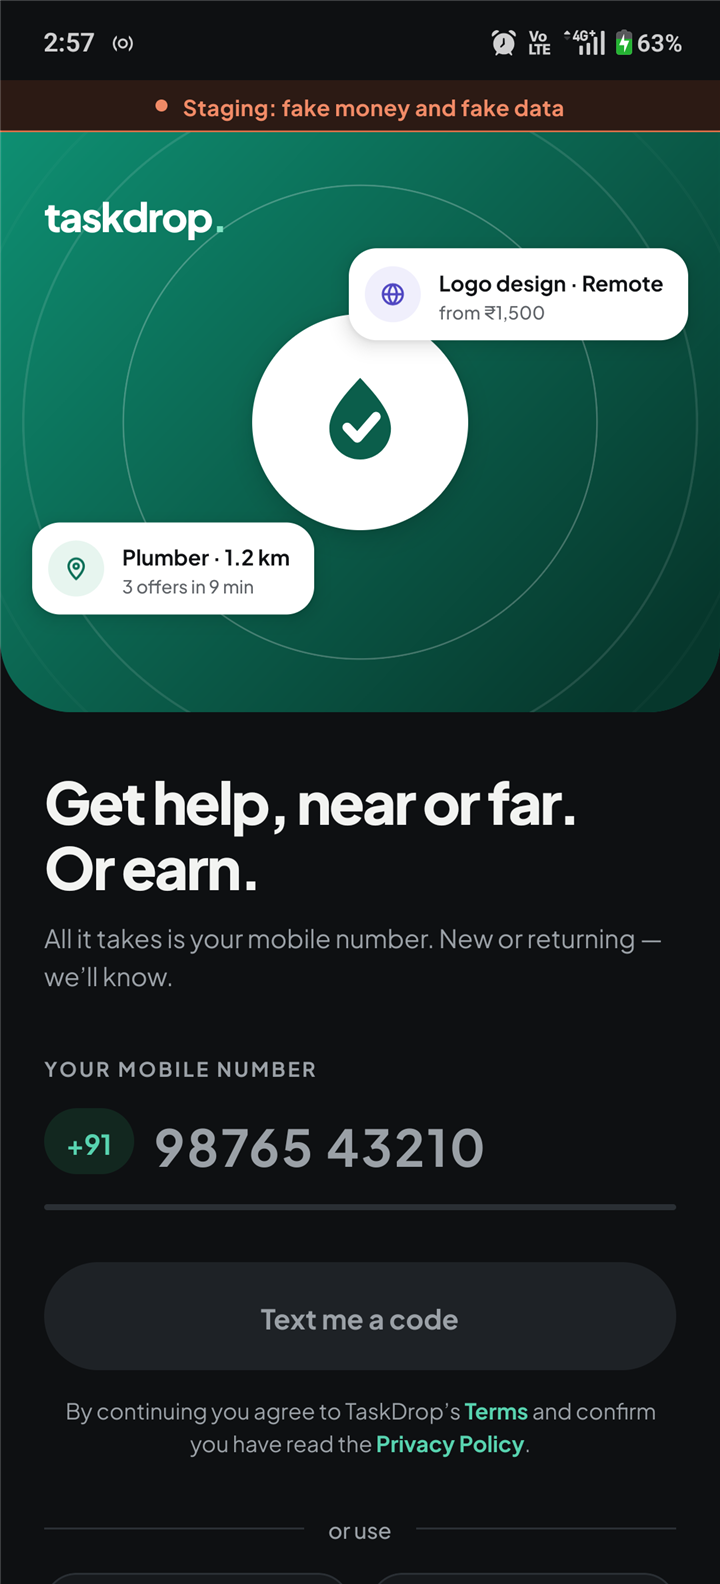 2:57
Vo LTE 4G+ 63%
Staging: fake money and fake data
taskdrop.
Logo design · Remote
from ₹1,500
Plumber · 1.2 km
3 offers in 9 min
Get help, near or far.
Or earn.
All it takes is your mobile number. New or returning —
we’ll know.
YOUR MOBILE NUMBER
+91 98765 43210
Text me a code
By continuing you agree to TaskDrop’s Terms and confirm
you have read the Privacy Policy.
or use